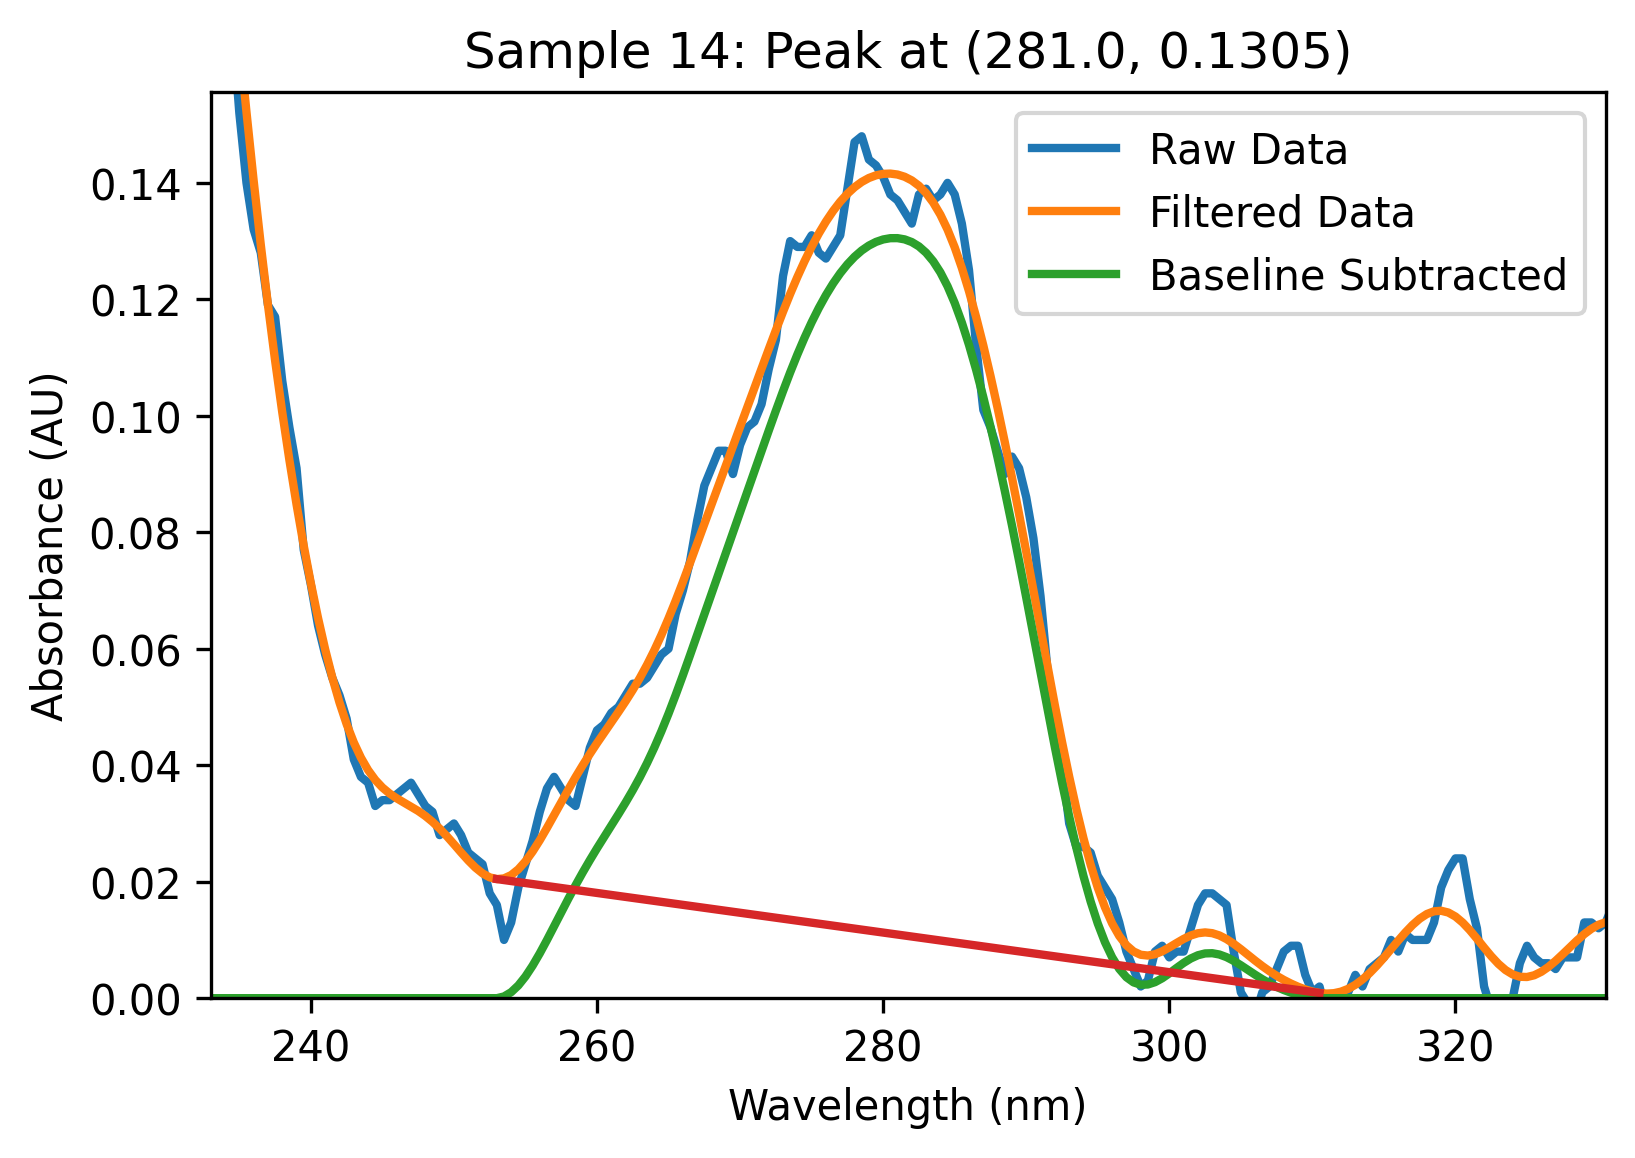 Sample 14: Peak at (281.0, 0.1305)
Raw Data
Filtered Data
Baseline Subtracted
Absorbance (AU)
0.14
0.12
0.10
0.08
0.06
0.04
0.02
0.00
240 260 280 300 320
Wavelength (nm)